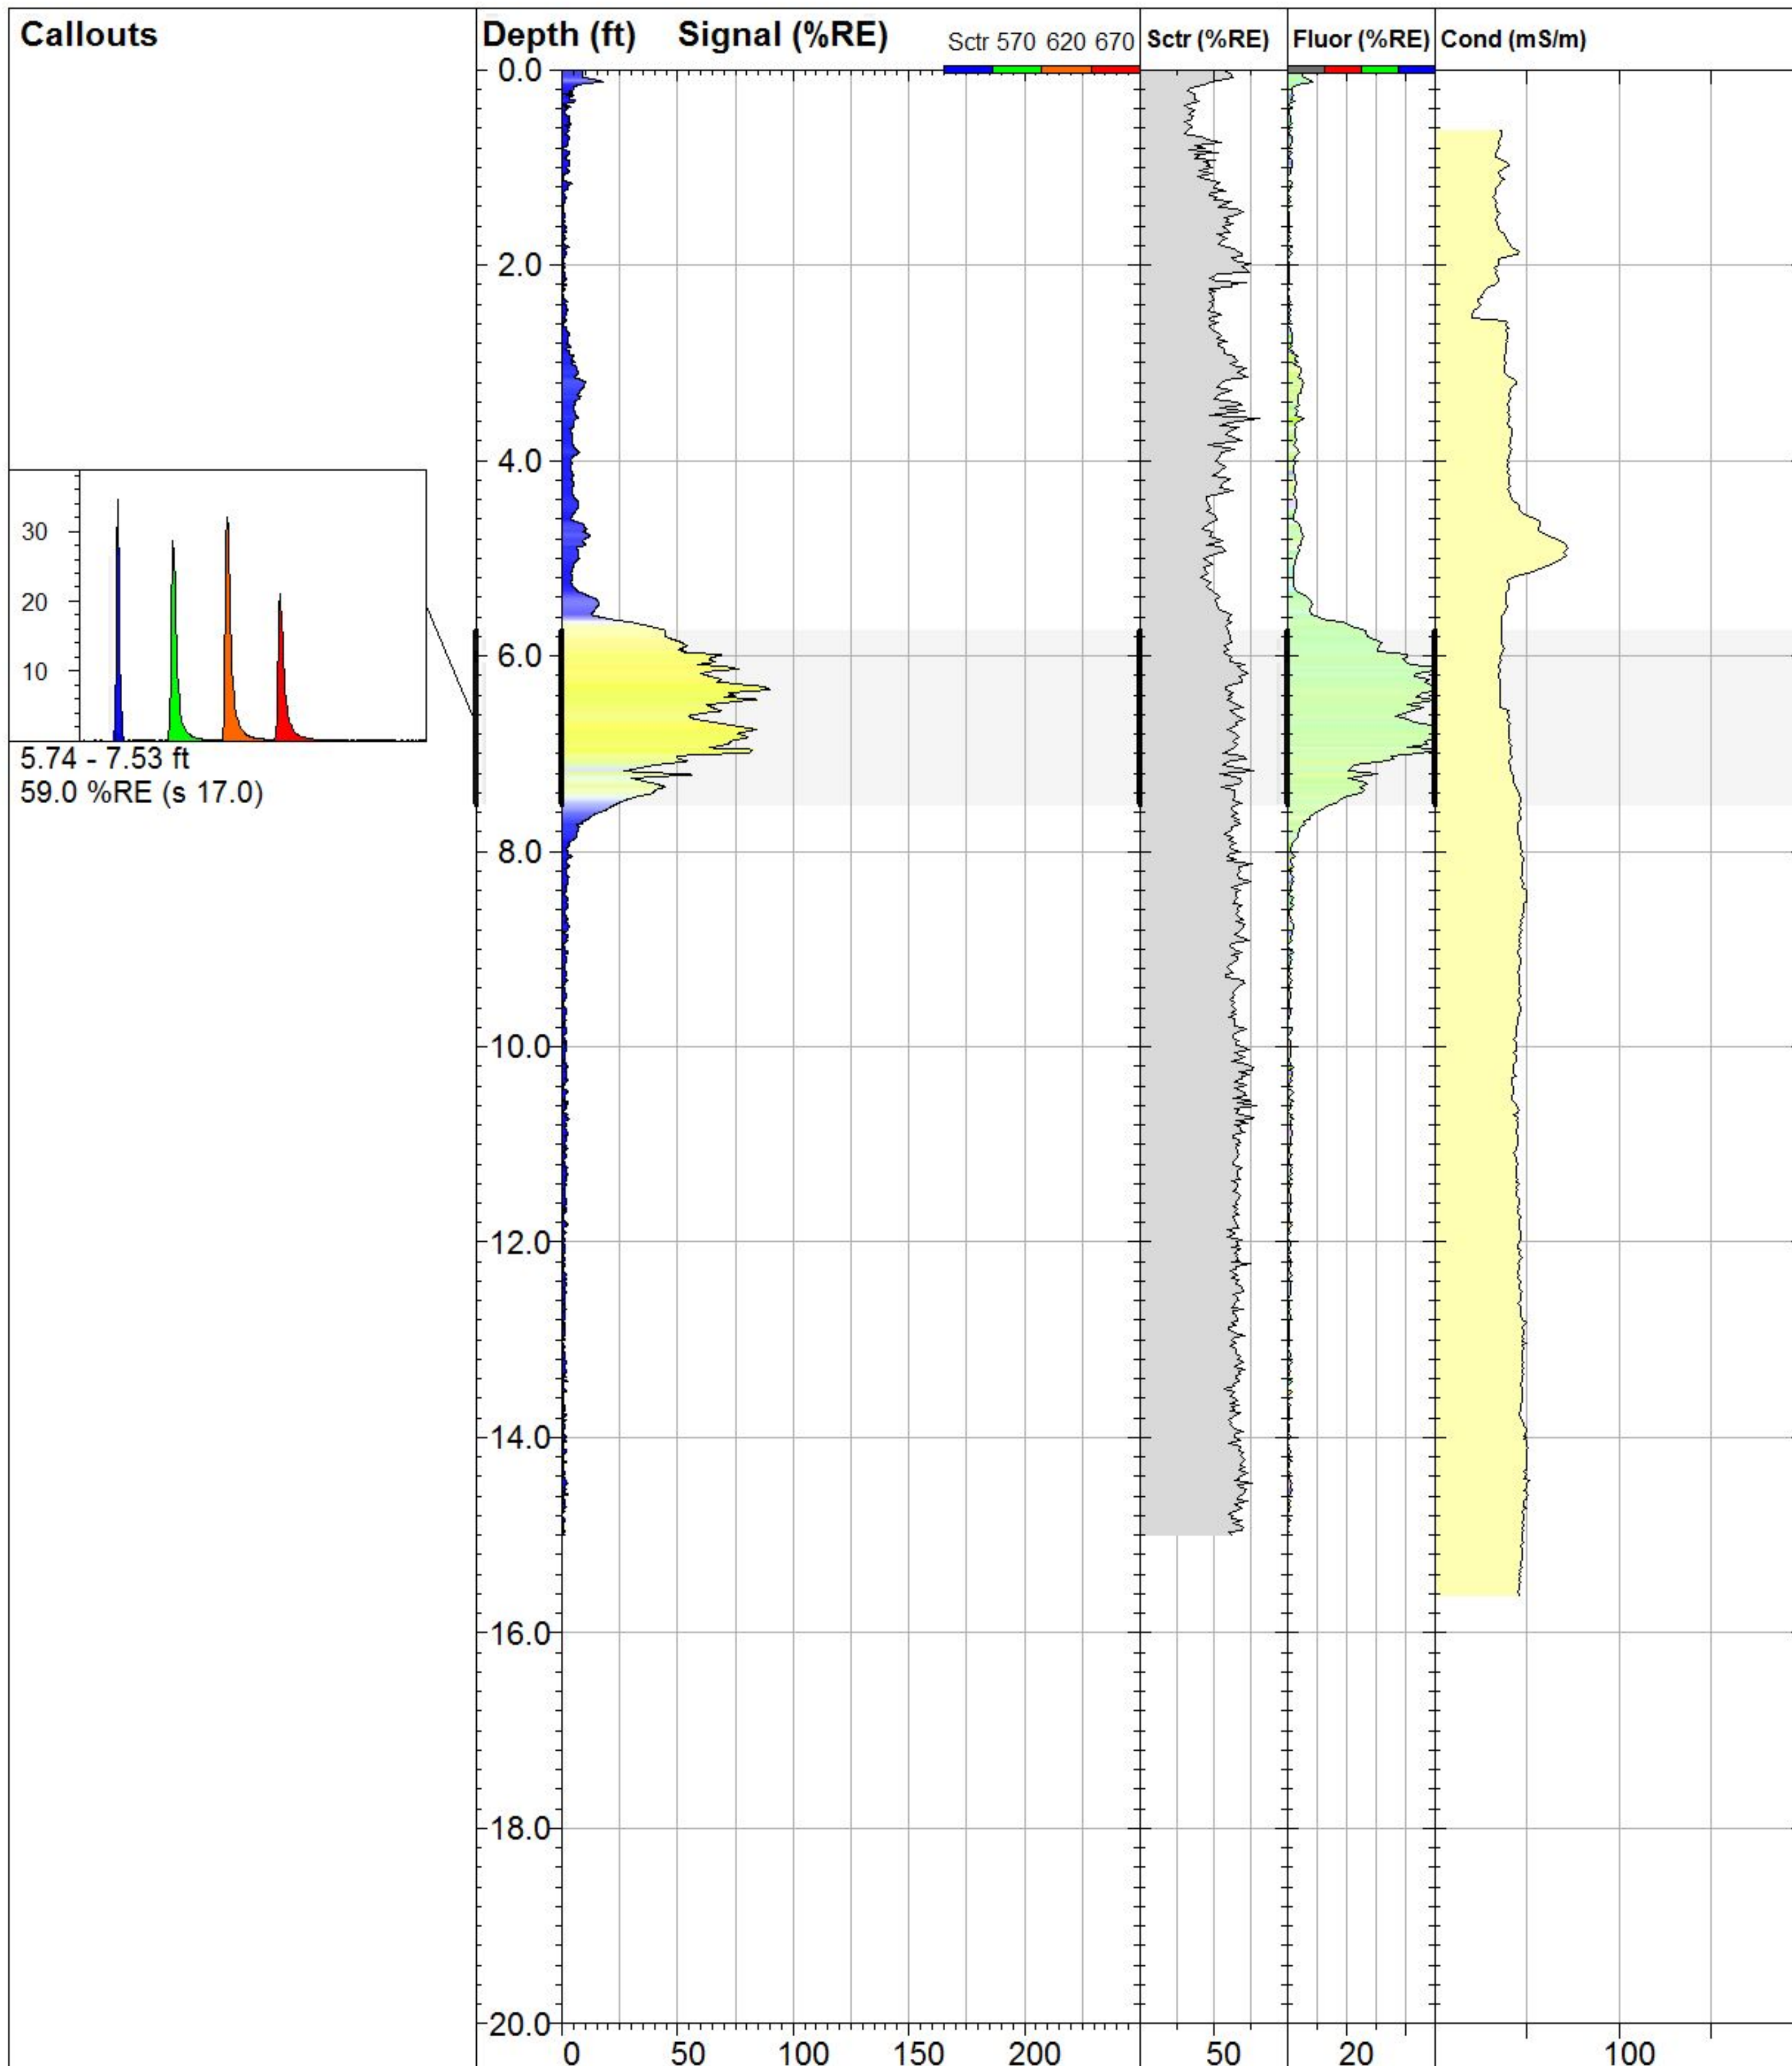 Callouts
Depth (ft) Signal (%RE) Sctr 570 620 670 Sctr (%RE) Fluor (%RE) Cond (mS/m)
0.0
2.0
4.0
30
20
10
5.74 - 7.53 ft
59.0 %RE (s 17.0)
6.0
8.0
10.0
12.0
14.0
16.0
18.0
20.0
0 50 100 150 200 50 20 100